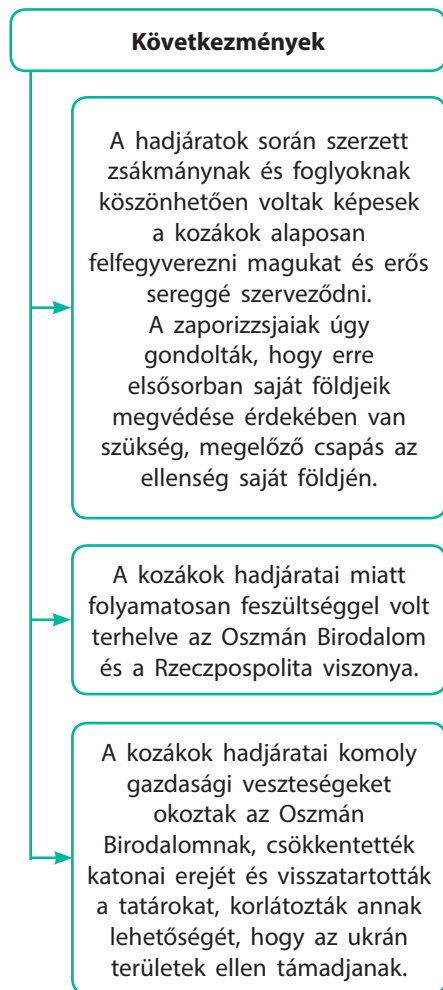 Következmények
A hadjáratok során szerzett
zsákmánynak és foglyoknak
köszönhetően voltak képesek
a kozákok alaposan
felfegyverezni magukat és erős
sereggé szerveződni.
A zaporizzsjaiak úgy
gondolták, hogy erre
elsősorban saját földjeik
megvédése érdekében van
szükség, megelőző csapás az
ellenség saját földjén.
A kozákok hadjáratai miatt
folyamatosan feszültséggel volt
terhelve az Oszmán Birodalom
és a Rzeczpospolita viszonya.
A kozákok hadjáratai komoly
gazdasági veszteségeket
okoztak az Oszmán
Birodalomnak, csökkentették
katonai erejét és visszatartották
a tatárokat, korlátozták annak
lehetőségét, hogy az ukrán
területek ellen támadjanak.